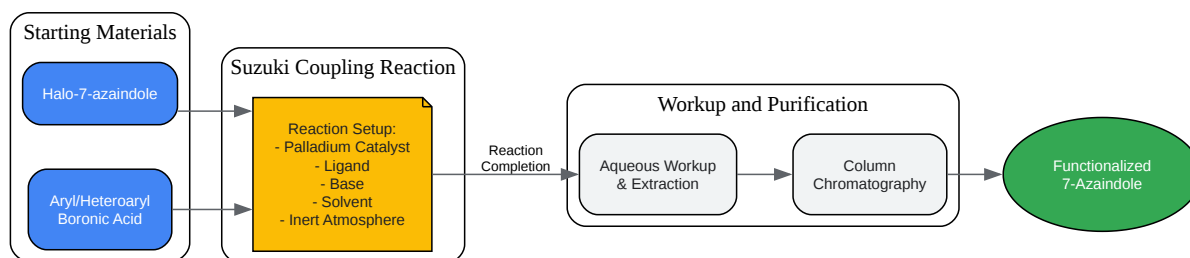 Starting Materials
Halo-7-azaindole
Aryl/Heteroaryl
Boronic Acid
Suzuki Coupling Reaction
Reaction Setup:
- Palladium Catalyst
- Ligand
- Base
- Solvent
- Inert Atmosphere
Reaction
Completion
Workup and Purification
Aqueous Workup
& Extraction
Column
Chromatography
Functionalized
7-Azaindole